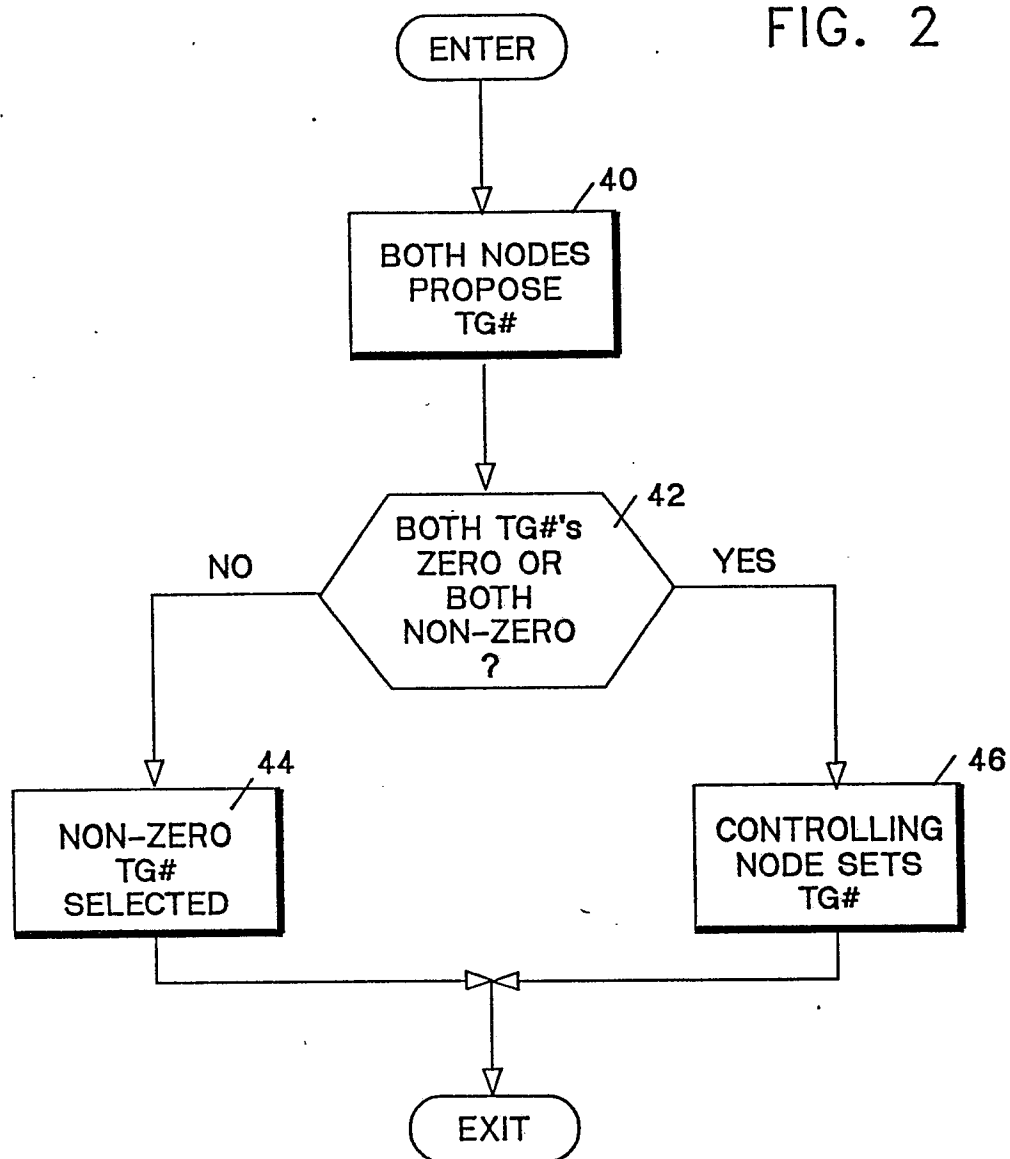 FIG. 2
ENTER
40
BOTH NODES
PROPOSE
TG#
42
BOTH TG#'s
ZERO OR
BOTH
NON-ZERO
?
NO
YES
44
NON-ZERO
TG#
SELECTED
46
CONTROLLING
NODE SETS
TG#
EXIT